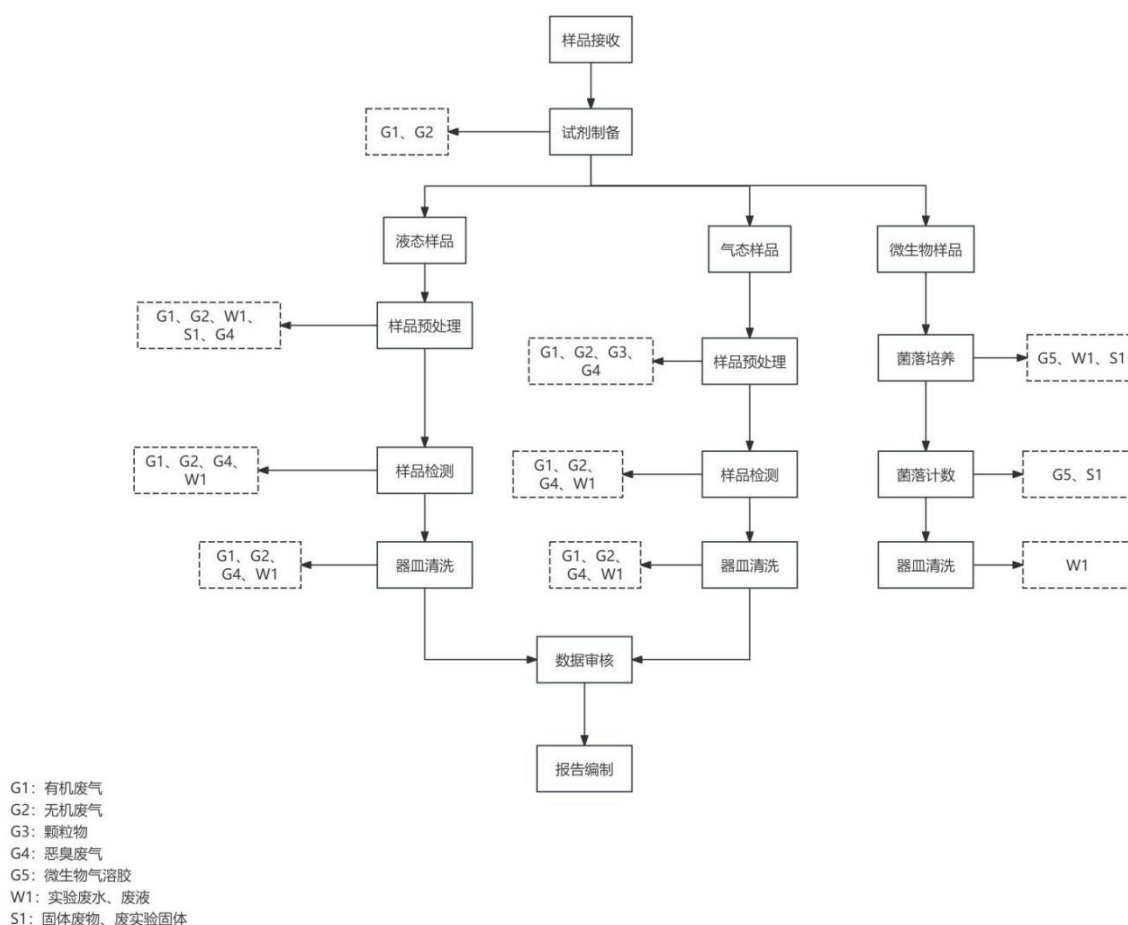 样品接收
G1、G2
试剂制备
液态样品
气态样品
微生物样品
G1、G2、W1、
S1、G4
样品预处理
G1、G2、G3、
G4
样品预处理
菌落培养
G5、W1、S1
G1、G2、G4、
W1
样品检测
G1、G2、
G4、W1
样品检测
菌落计数
G5、S1
G1、G2、
G4、W1
器皿清洗
G1、G2、
G4、W1
器皿清洗
器皿清洗
W1
数据审核
报告编制
G1：有机废气
G2：无机废气
G3：颗粒物
G4：恶臭废气
G5：微生物气溶胶
W1：实验废水、废液
S1：固体废物、废实验固体